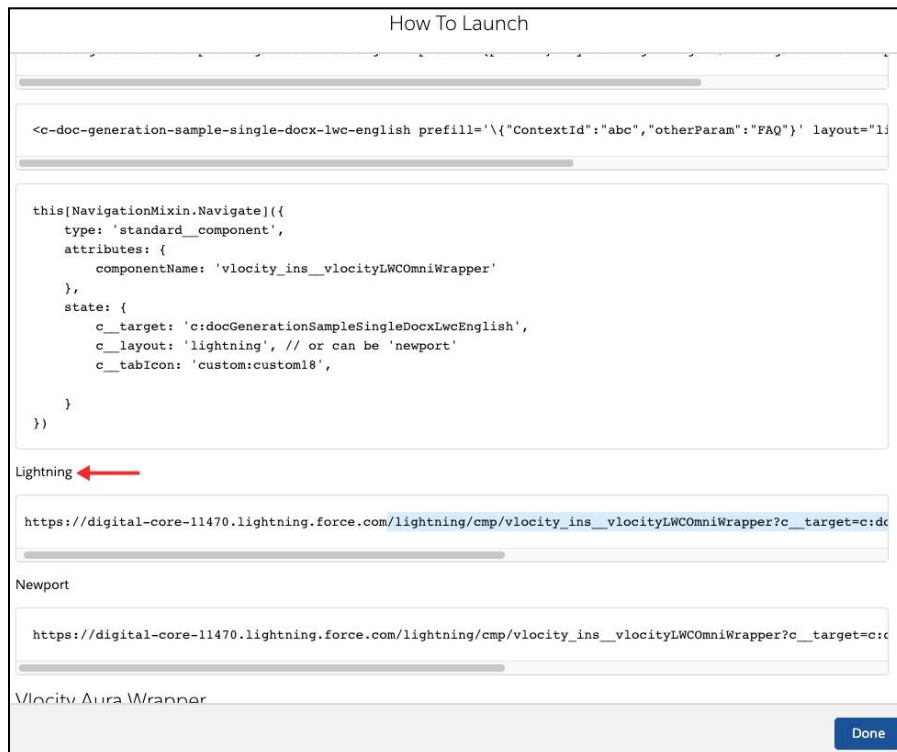 How To Launch
<c-doc-generation-sample-single-docx-lwc-english prefill='\{"ContextId":"abc","otherParam":"FAQ"}' layout="li
this[NavigationMixin.Navigate]({
type: 'standard__component',
attributes: {
componentName: 'vlocity_ins__vlocityLWCOmniWrapper'
},
state: {
c__target: 'c:docGenerationSampleSingleDocxLwcEnglish',
c__layout: 'lightning', // or can be 'newport'
c__tabIcon: 'custom:custom18',
}
})
Lightning
https://digital-core-11470.lightning.force.com/lightning/cmp/vlocity_ins__vlocityLWCOmniWrapper?c__target=c:dc
Newport
https://digital-core-11470.lightning.force.com/lightning/cmp/vlocity_ins__vlocityLWCOmniWrapper?c__target=c:c
Vlocity Aura Wrapper
Done